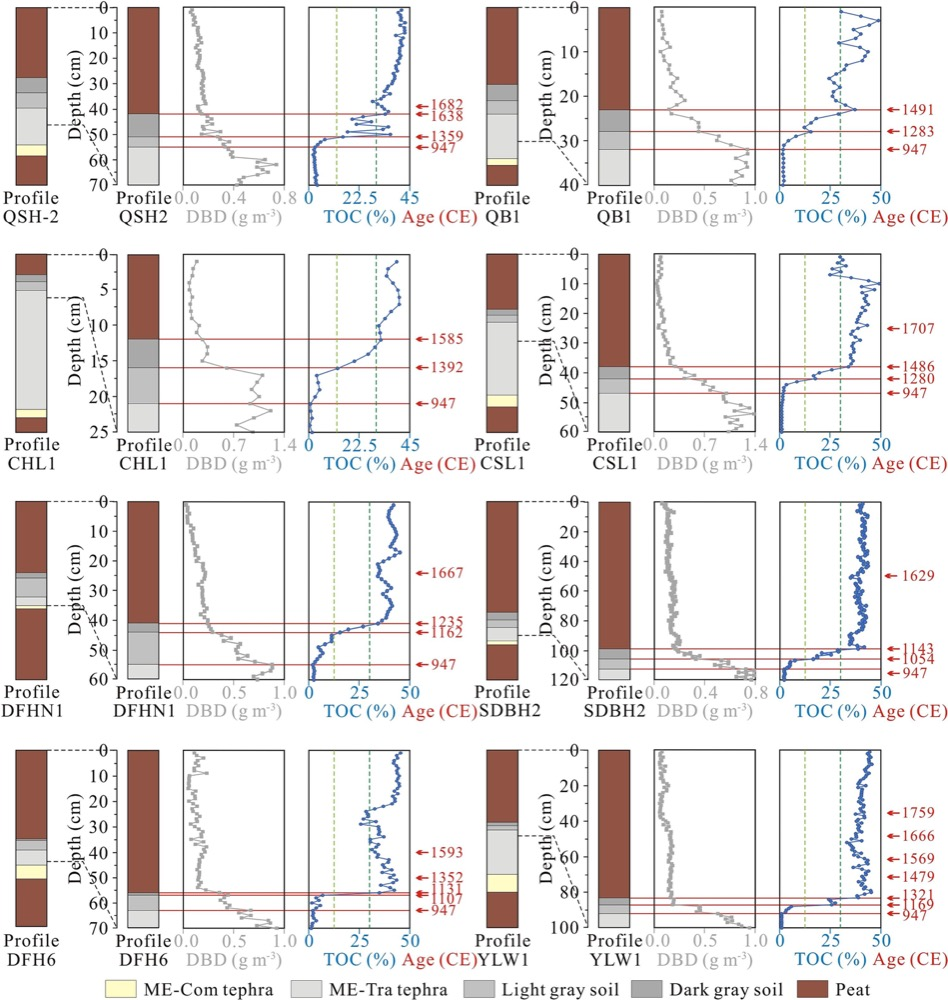 0
10
20
30
40
50
60
70
Depth (cm)
1682
1638
1359
947
Profile QSH-2
Profile QSH2
0 0.4 0.8
DBD (g m-3)
0 22.5 45
TOC (%) Age (CE)
0
10
20
30
40
Depth (cm)
1491
1283
947
Profile QB1
Profile QB1
0 0.5 1.0
DBD (g m-3)
0 25 50
TOC (%) Age (CE)
0
5
10
15
20
25
Depth (cm)
1585
1392
947
Profile CHL1
Profile CHL1
0 0.7 1.4
DBD (g m-3)
0 22.5 45
TOC (%) Age (CE)
0
10
20
30
40
50
60
Depth (cm)
1707
1486
1280
947
Profile CSL1
Profile CSL1
0 0.7 1.4
DBD (g m-3)
0 25 50
TOC (%) Age (CE)
0
10
20
30
40
50
60
Depth (cm)
1667
1235
1162
947
Profile DFHN1
Profile DFHN1
0 0.5 1.0
DBD (g m-3)
0 25 50
TOC (%) Age (CE)
0
20
40
60
80
100
120
Depth (cm)
1629
1143
1054
947
Profile SDBH2
Profile SDBH2
0 0.4 0.8
DBD (g m-3)
0 25 50
TOC (%) Age (CE)
0
10
20
30
40
50
60
70
Depth (cm)
1593
1352
1131
1107
947
Profile DFH6
Profile DFH6
0 0.5 1.0
DBD (g m-3)
0 25 50
TOC (%) Age (CE)
0
20
40
60
80
100
Depth (cm)
1759
1666
1569
1479
1321
1169
947
Profile YLW1
Profile YLW1
0 0.5 1.0
DBD (g m-3)
0 25 50
TOC (%) Age (CE)
ME-Com tephra ME-Tra tephra Light gray soil Dark gray soil Peat